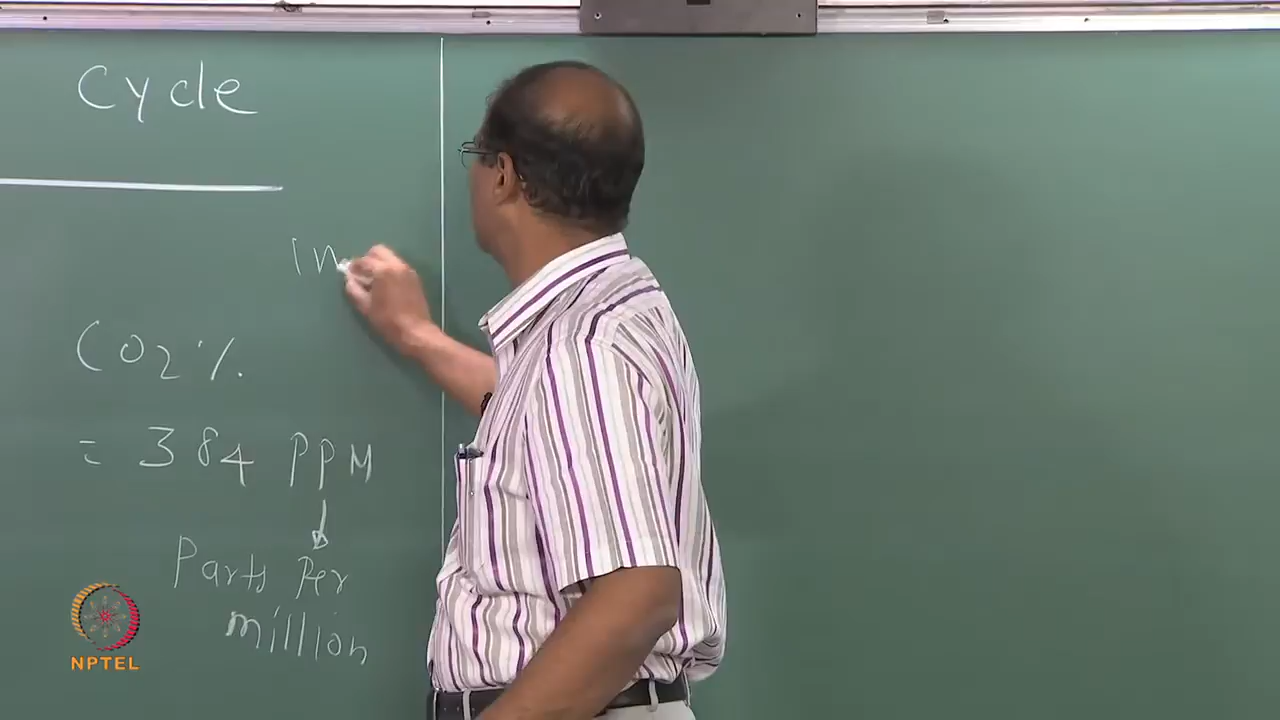 Cycle
In
CO2 %
= 384 PPM
Parts Per
million
NPTEL